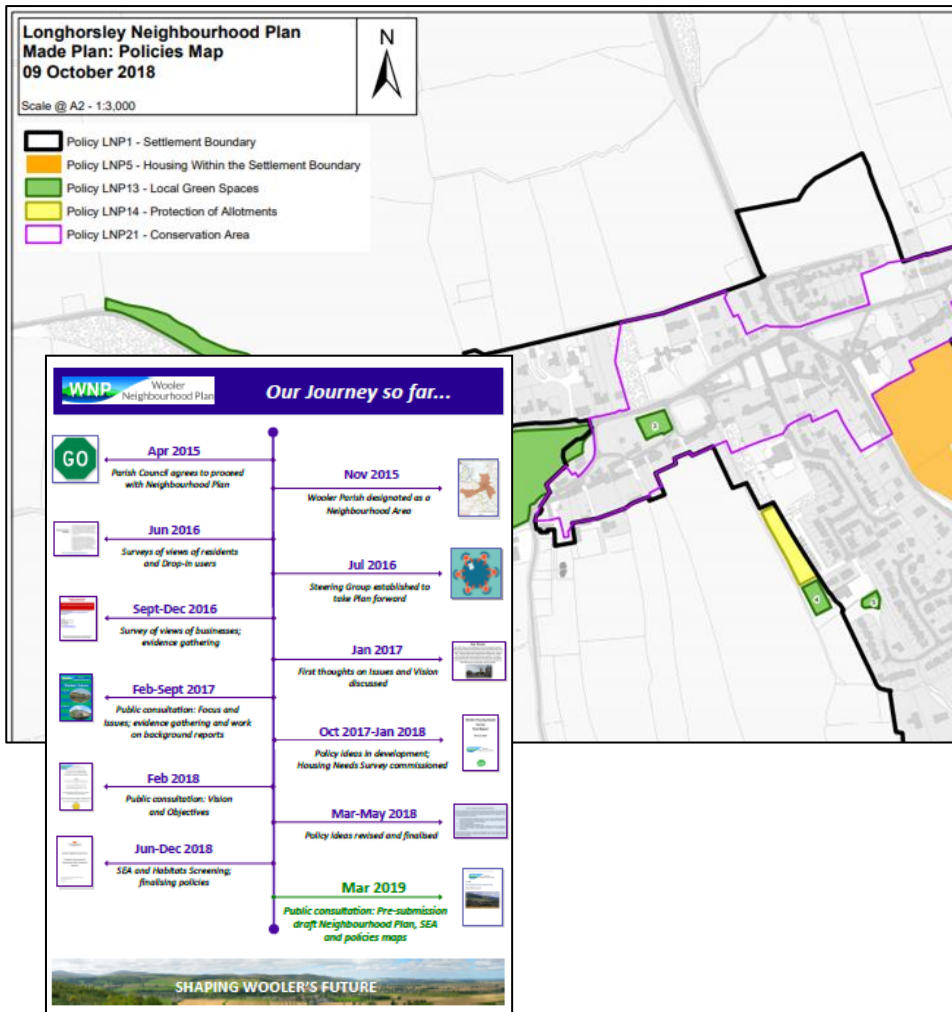 Longhorsley Neighbourhood Plan
Made Plan: Policies Map
09 October 2018
Scale @ A2 - 1:3,000
N
Policy LNP1 - Settlement Boundary
Policy LNP5 - Housing Within the Settlement Boundary
Policy LNP13 - Local Green Spaces
Policy LNP14 - Protection of Allotments
Policy LNP21 - Conservation Area
2
4
WNP
Wooler
Neighbourhood Plan
Our Journey so far...
GO
Apr 2015
Parish Council agrees to proceed
with Neighbourhood Plan
Nov 2015
Wooler Parish designated as a
Neighbourhood Area
Jun 2016
Surveys of views of residents
and Drop-in users
Jul 2016
Steering Group established to
take Plan forward
Sept-Dec 2016
Survey of views of businesses;
evidence gathering
Jan 2017
First thoughts on Issues and Vision
discussed
Feb-Sept 2017
Public consultation: Focus and
Issues; evidence gathering and work
on background reports
Oct 2017-Jan 2018
Policy ideas in development;
Housing Needs Survey commissioned
Feb 2018
Public consultation: Vision
and Objectives
Mar-May 2018
Policy ideas revised and finalised
Jun-Dec 2018
SEA and Habitats Screening;
finalising policies
Mar 2019
Public consultation: Pre-submission
draft Neighbourhood Plan, SEA
and policies maps
SHAPING WOOLER'S FUTURE